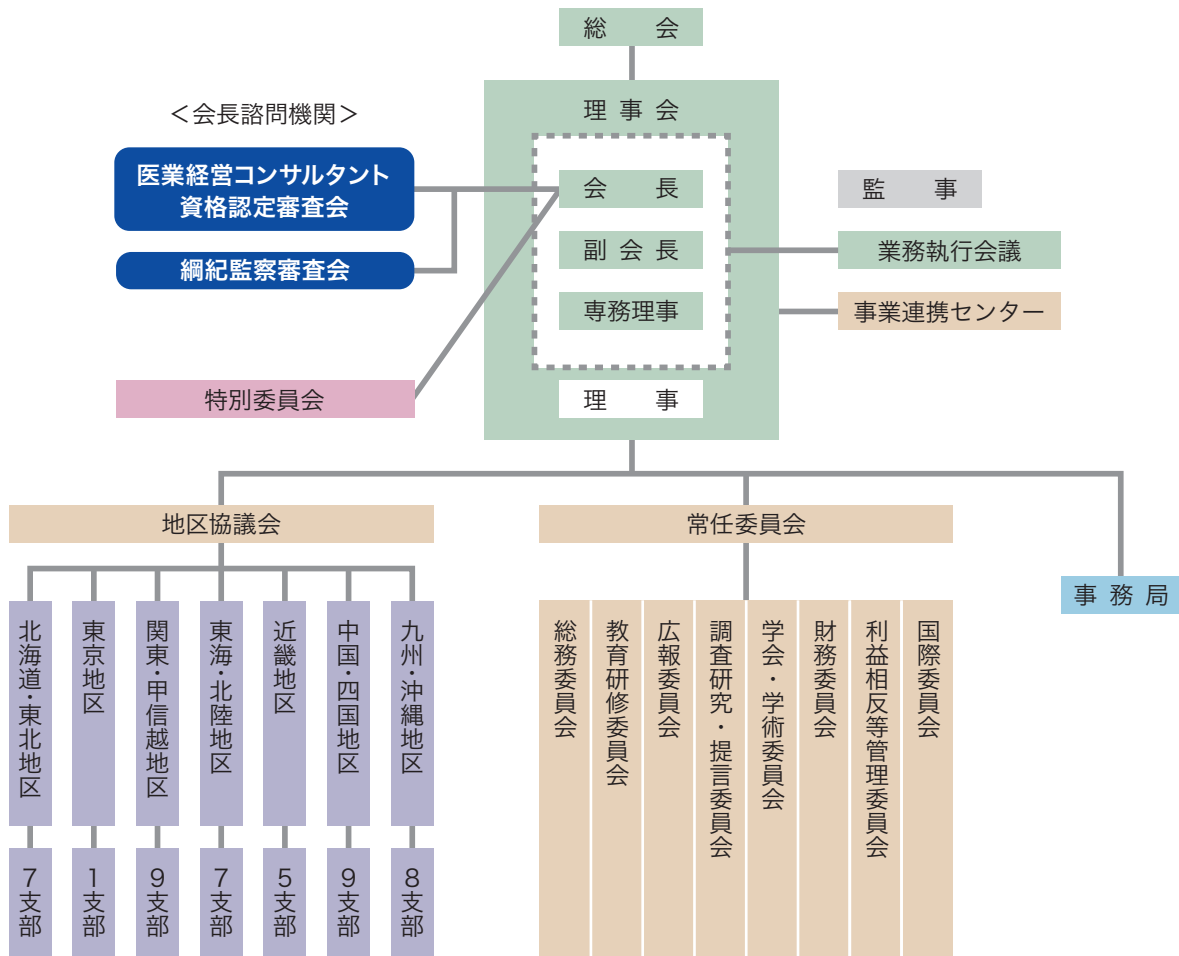 総　会
理事会
＜会長諮問機関＞
医業経営コンサルタント
資格認定審査会
綱紀監察審査会
特別委員会
会　長
副会長
専務理事
理　事
監　事
業務執行会議
事業連携センター
地区協議会
常任委員会
事務局
北海道・東北地区
東京地区
関東・甲信越地区
東海・北陸地区
近畿地区
中国・四国地区
九州・沖縄地区
7支部
1支部
9支部
7支部
5支部
9支部
8支部
総務委員会
教育研修委員会
広報委員会
調査研究・提言委員会
学会・学術委員会
財務委員会
利益相反等管理委員会
国際委員会